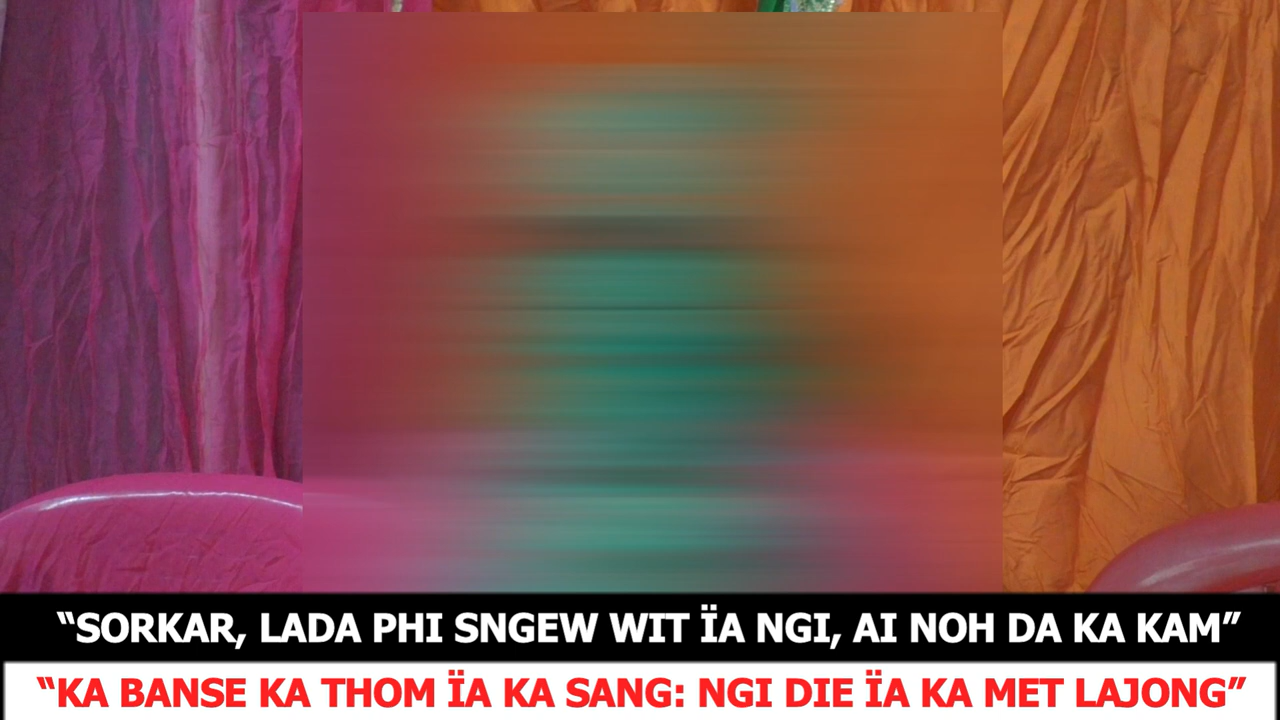 “SORKAR, LADA PHI SNGEW WIT ÏA NGI, AI NOH DA KA KAM”
“KA BANSE KA THOM ÏA KA SANG: NGI DIE ÏA KA MET LAJONG”